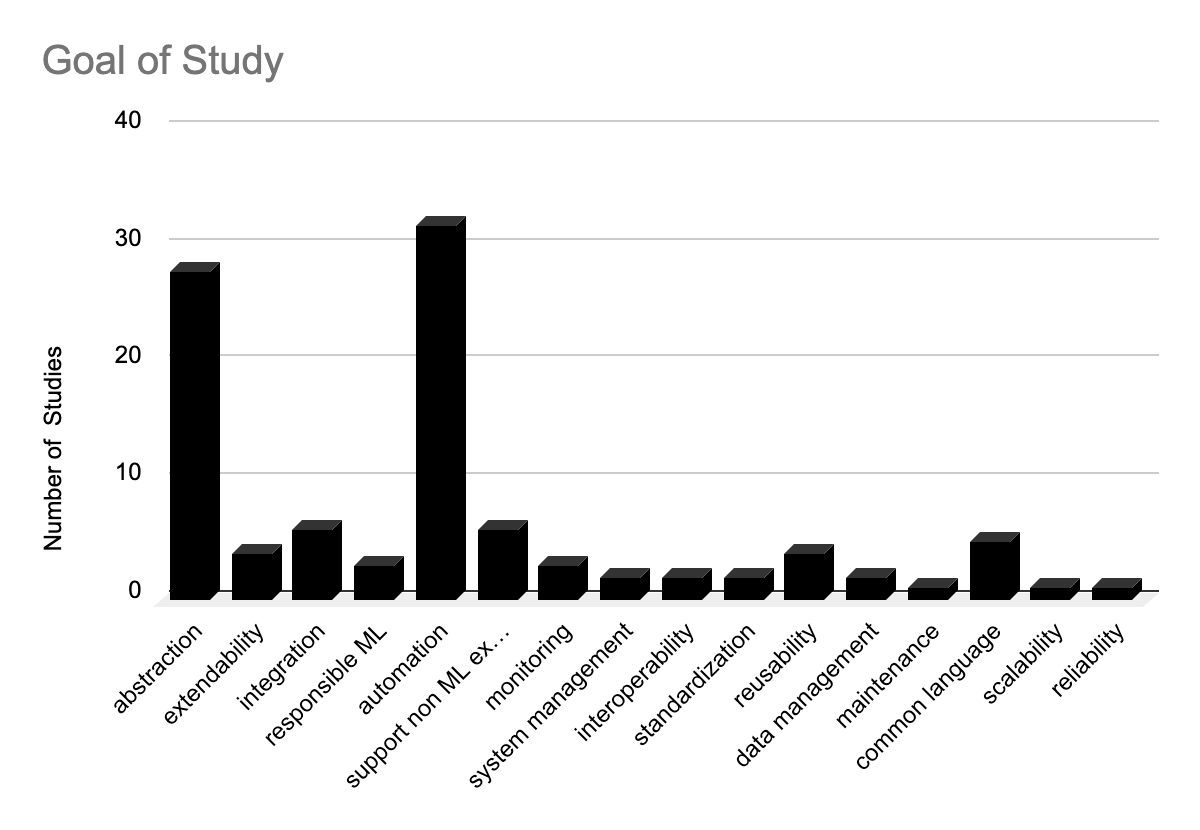 Goal of Study
40
30
20
10
0
Number of Studies
abstraction
extendability
integration
responsible ML
automation
support non ML ex...
monitoring
system management
interoperability
standardization
reusability
data management
maintenance
common language
scalability
reliability